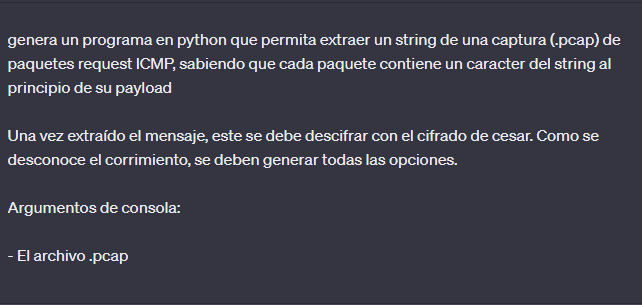 genera un programa en python que permita extraer un string de una captura (.pcap) de
paquetes request ICMP, sabiendo que cada paquete contiene un caracter del string al
principio de su payload
Una vez extraído el mensaje, este se debe descifrar con el cifrado de cesar. Como se
desconoce el corrimiento, se deben generar todas las opciones.
Argumentos de consola:
- El archivo .pcap